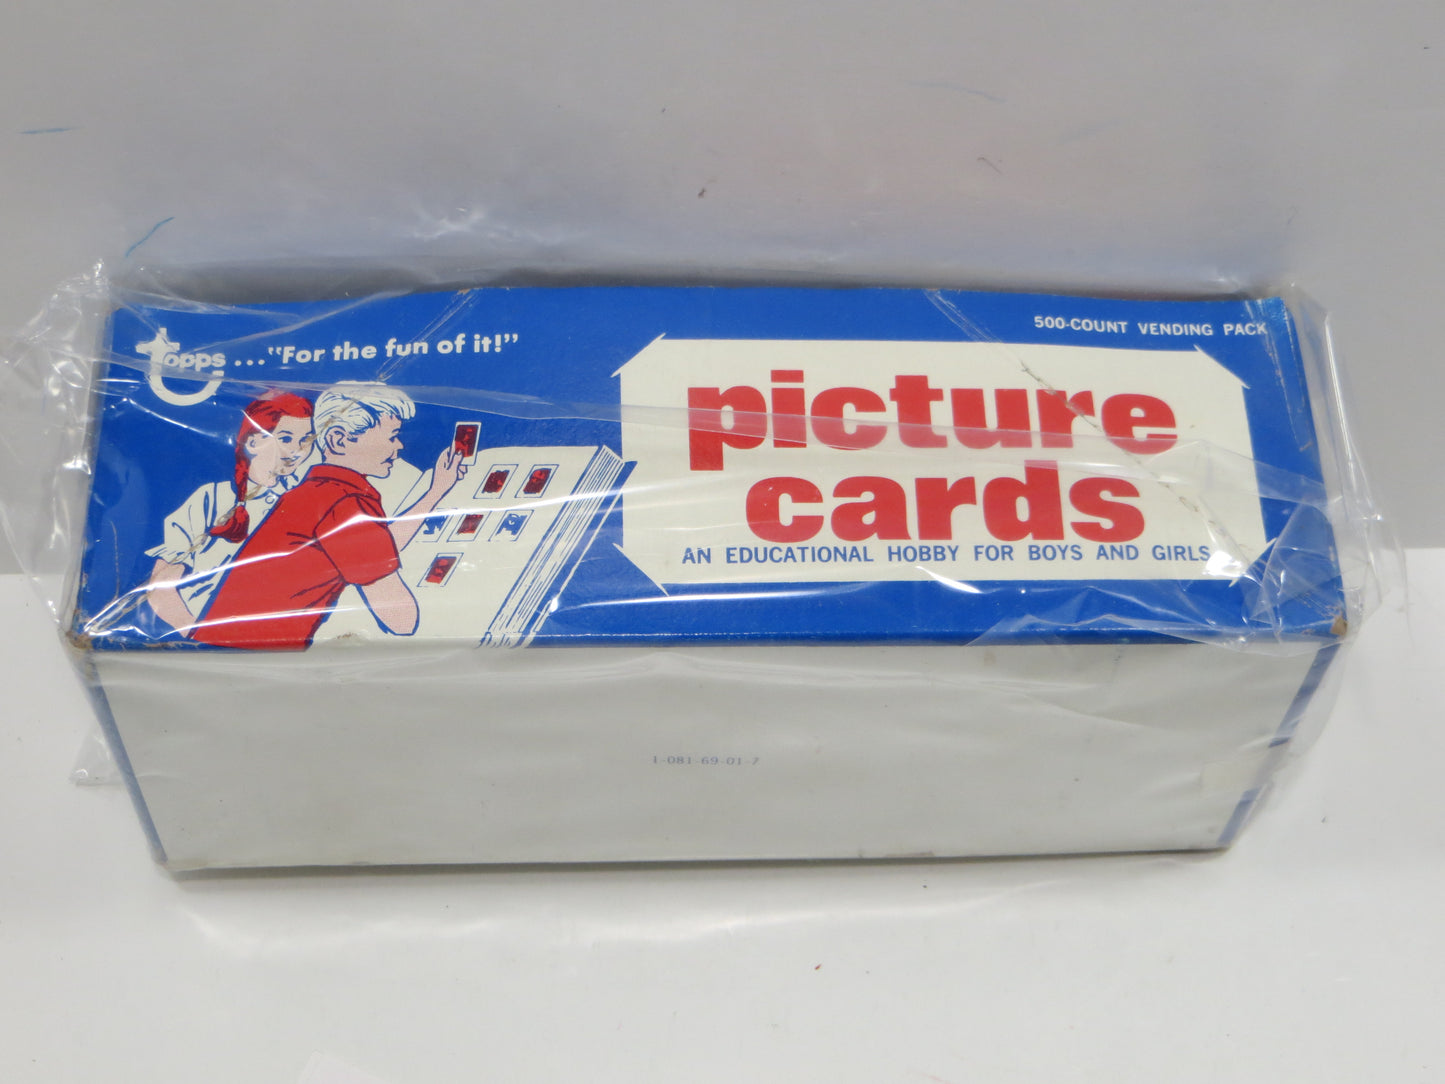 topps ... "For the fun of it!"
500-COUNT VENDING PACK
picture
cards
AN EDUCATIONAL HOBBY FOR BOYS AND GIRLS
1-081-69-01-7